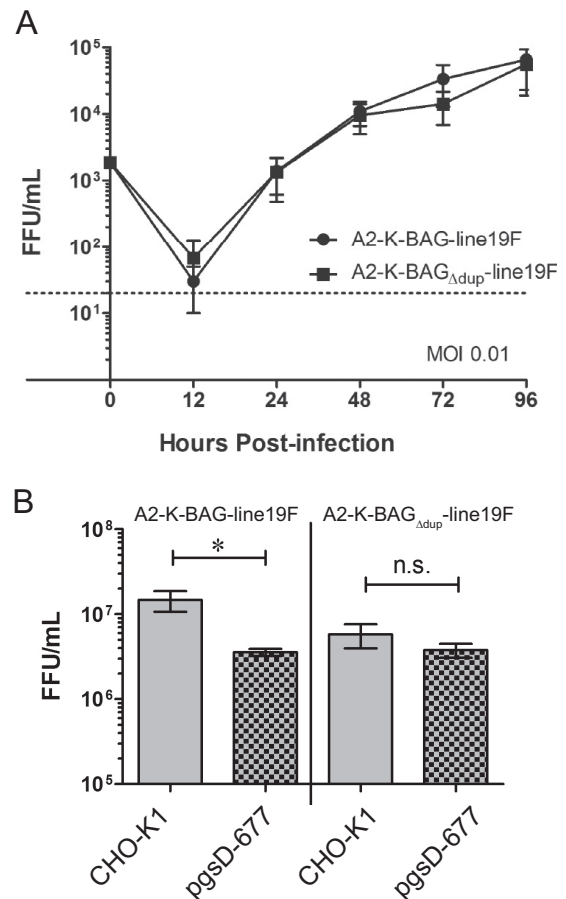 A
10⁵
10⁴
10³
10²
10¹
FFU/mL
A2-K-BAG-line19F
A2-K-BAGΔdup-line19F
MOI 0.01
0 12 24 48 72 96
Hours Post-infection
B
A2-K-BAG-line19F A2-K-BAGΔdup-line19F
10⁸
10⁷
10⁶
10⁵
FFU/mL
*
n.s.
CHO-K1 pgsD-677 CHO-K1 pgsD-677